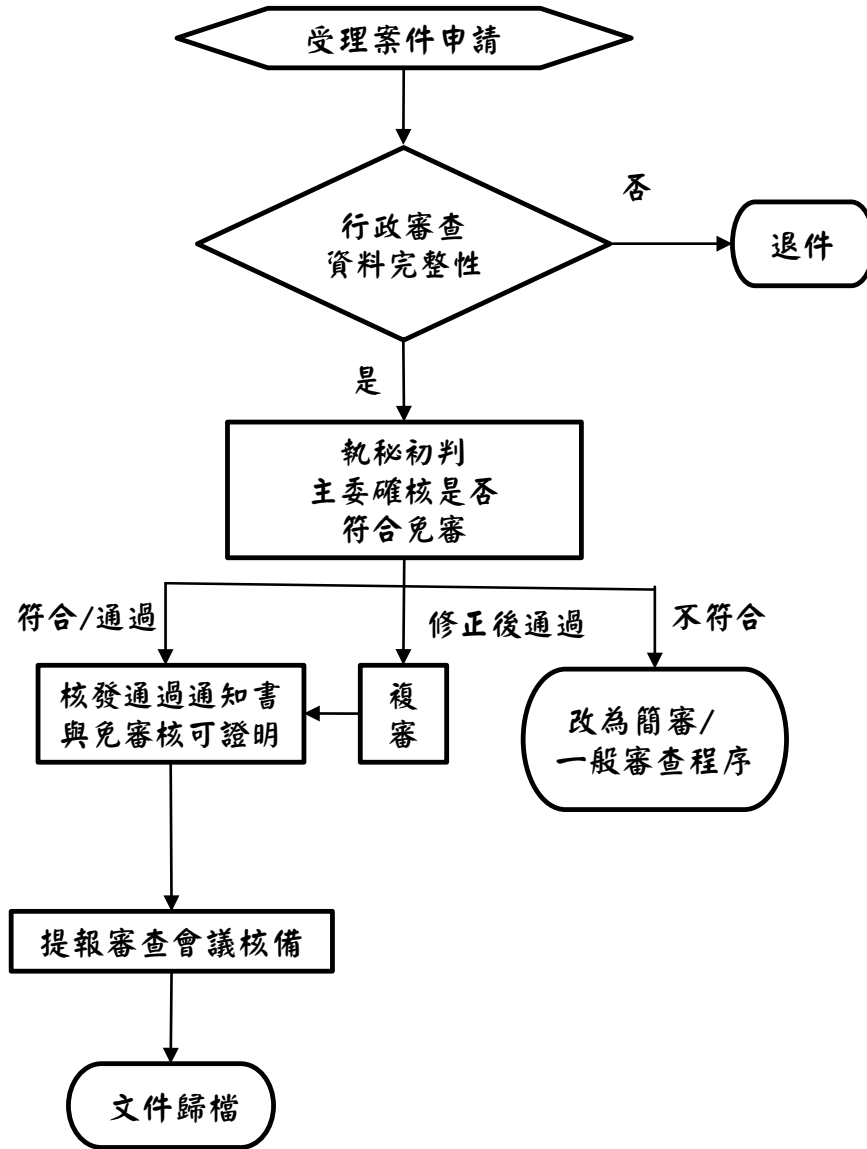 受理案件申請
行政審查
資料完整性
否
退件
是
執秘初判
主委確核是否
符合免審
符合/通過
修正後通過
不符合
核發通過通知書
與免審核可證明
複
審
改為簡審/
一般審查程序
提報審查會議核備
文件歸檔